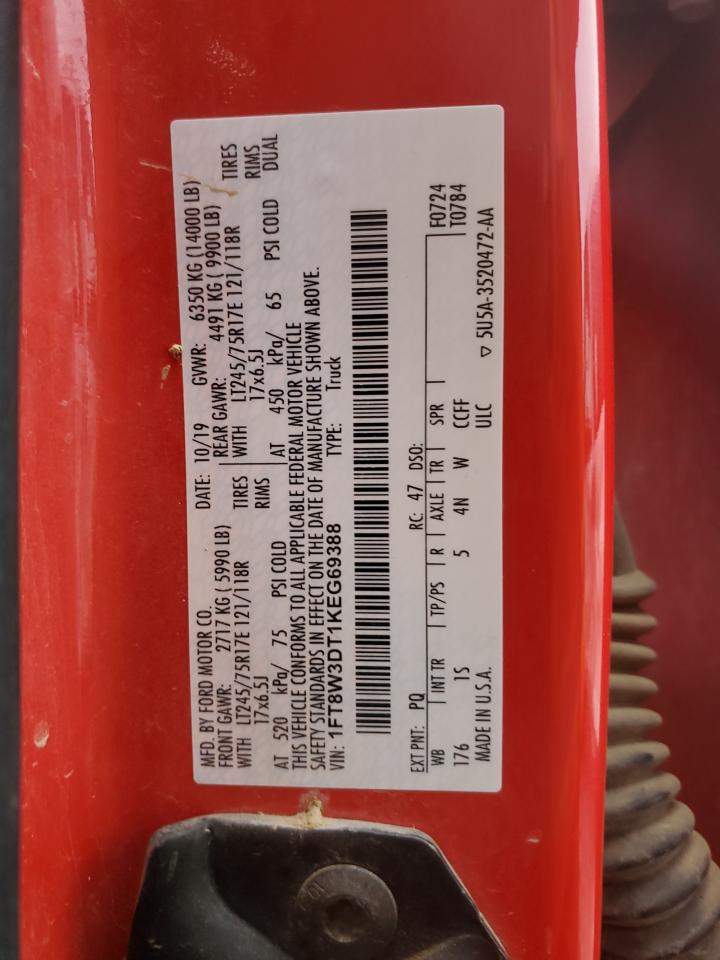 MFD. BY FORD MOTOR CO. DATE: 10/19 GVWR: 6350 KG (14000 LB)
FRONT GAWR: 2717 KG ( 5990 LB) REAR GAWR: 4491 KG ( 9900 LB)
WITH LT245/75R17E 121/118R TIRES WITH LT245/75R17E 121/118R TIRES
17x6.5J RIMS 17x6.5J RIMS
AT 520 kPa/ 75 PSI COLD AT 450 kPa/ 65 PSI COLD DUAL
THIS VEHICLE CONFORMS TO ALL APPLICABLE FEDERAL MOTOR VEHICLE
SAFETY STANDARDS IN EFFECT ON THE DATE OF MANUFACTURE SHOWN ABOVE.
VIN: 1FT8W3DT1KEG69388 TYPE: Truck
EXT PNT: PQ RC: 47 DSO: F0724
WB INT TR TP/PS R AXLE TR SPR T0784
176 1S 5 4N W CCFF
MADE IN U.S.A. ULC ▽ 5U5A-3520472-AA